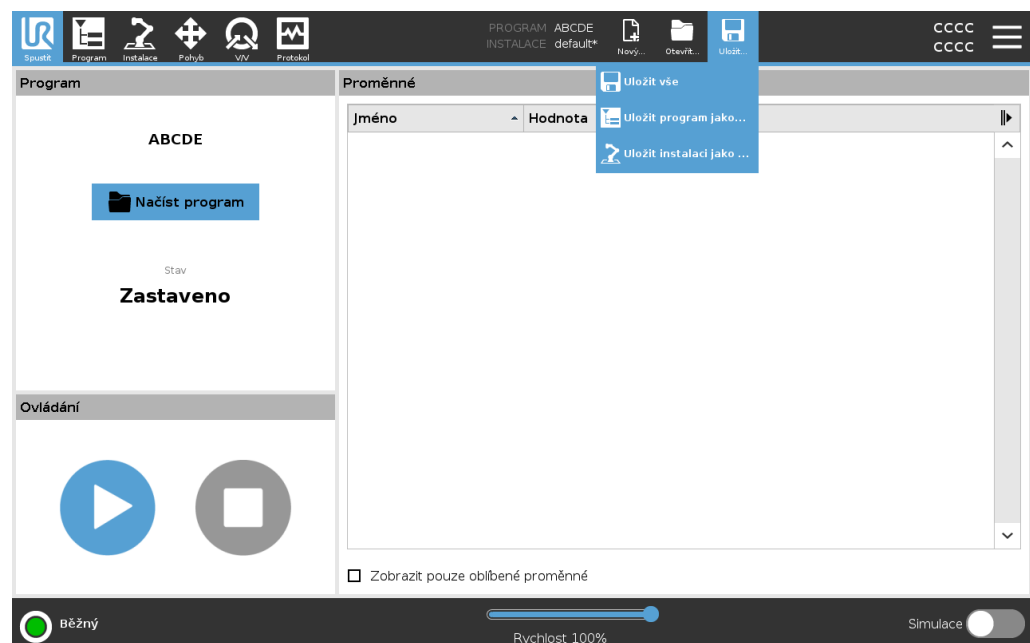 Spustit
Program
Instalace
Pohyb
V/V
Protokol
PROGRAM ABCDE
INSTALACE default*
Nový...
Otevřít...
Uložit...
CCCC
CCCC
Uložit vše
Uložit program jako...
Uložit instalaci jako ...
Program
ABCDE
Načíst program
Stav
Zastaveno
Ovládání
Proměnné
Jméno
Hodnota
Zobrazit pouze oblíbené proměnné
Běžný
Rychlost 100%
Simulace